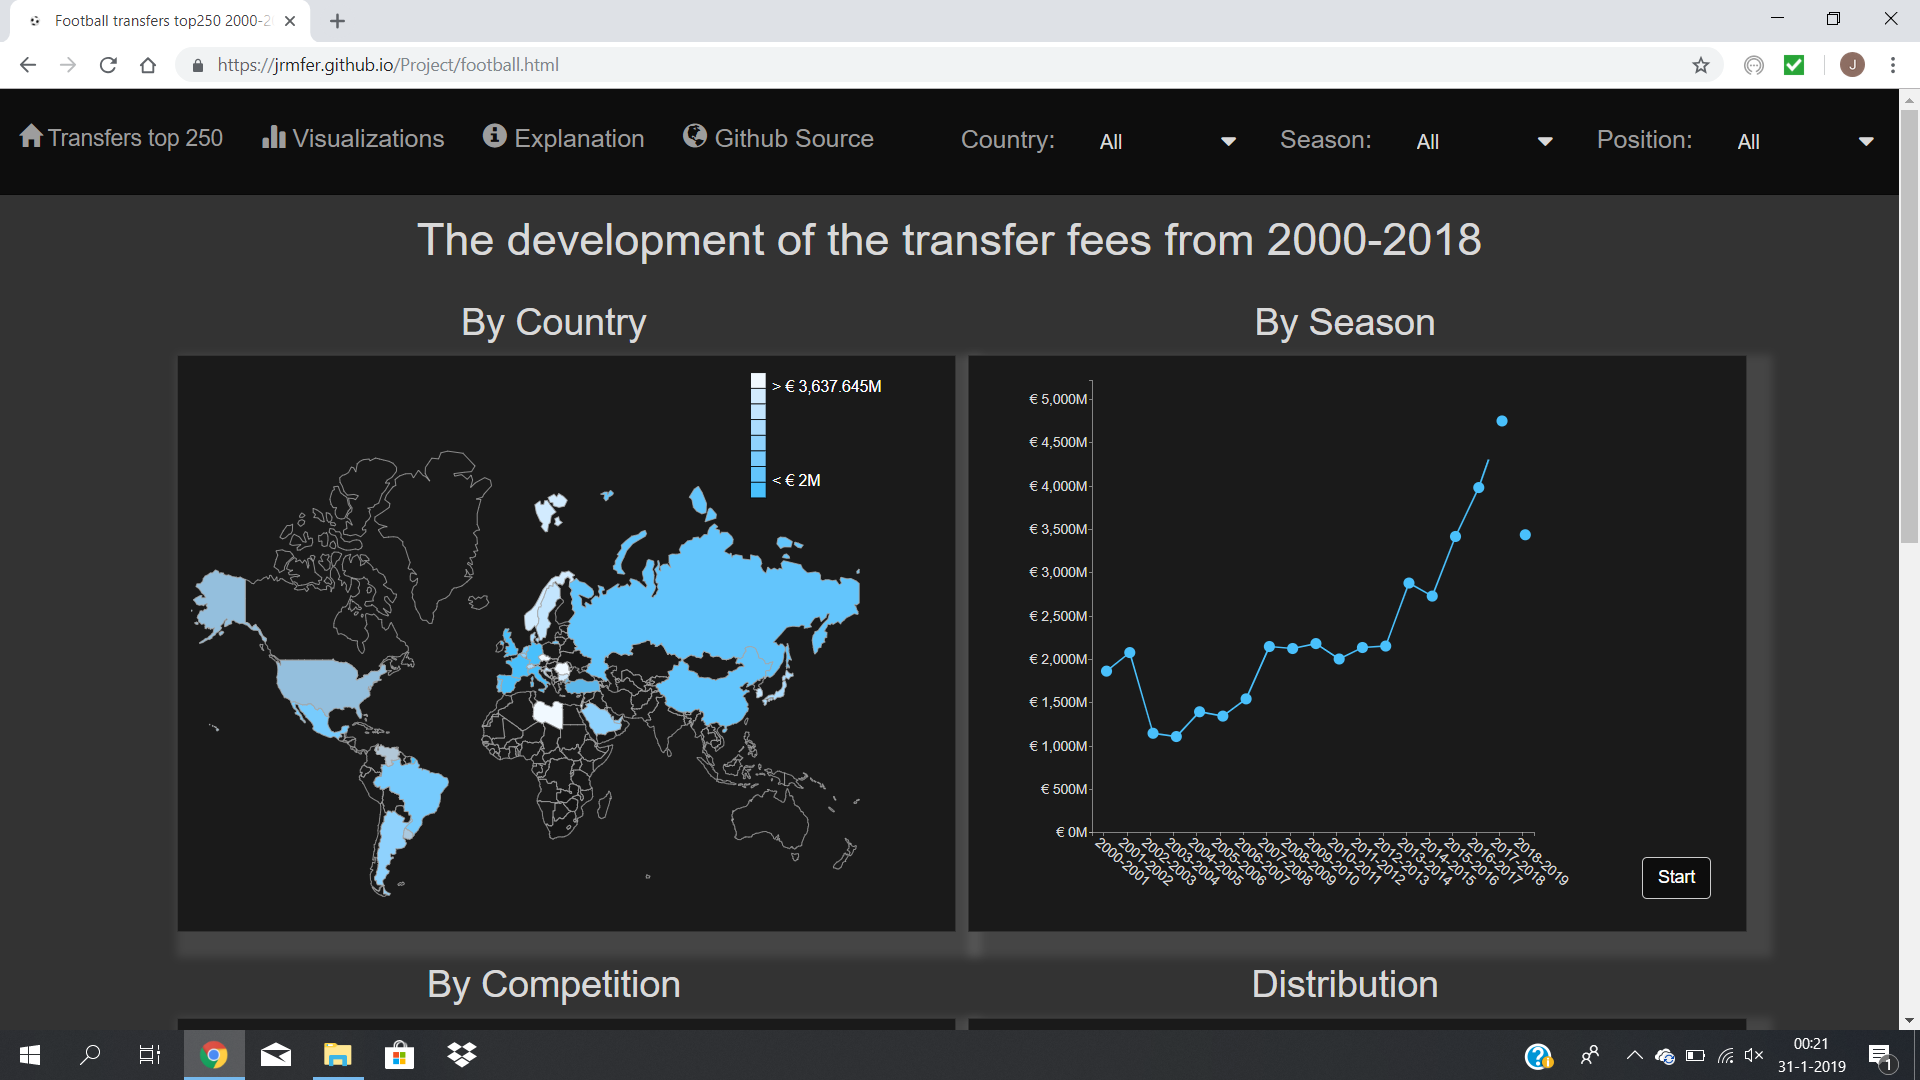 Football transfers top250 2000-2
https://jrmfer.github.io/Project/football.html
J
Transfers top 250
Visualizations
Explanation
Github Source
Country: All
Season: All
Position: All
The development of the transfer fees from 2000-2018
By Country
> € 3,637.645M
< € 2M
By Season
€ 5,000M
€ 4,500M
€ 4,000M
€ 3,500M
€ 3,000M
€ 2,500M
€ 2,000M
€ 1,500M
€ 1,000M
€ 500M
€ 0M
2000-2001
2001-2002
2002-2003
2003-2004
2004-2005
2005-2006
2006-2007
2007-2008
2008-2009
2009-2010
2010-2011
2011-2012
2012-2013
2013-2014
2014-2015
2015-2016
2016-2017
2017-2018
2018-2019
Start
By Competition
Distribution
00:21
31-1-2019
1